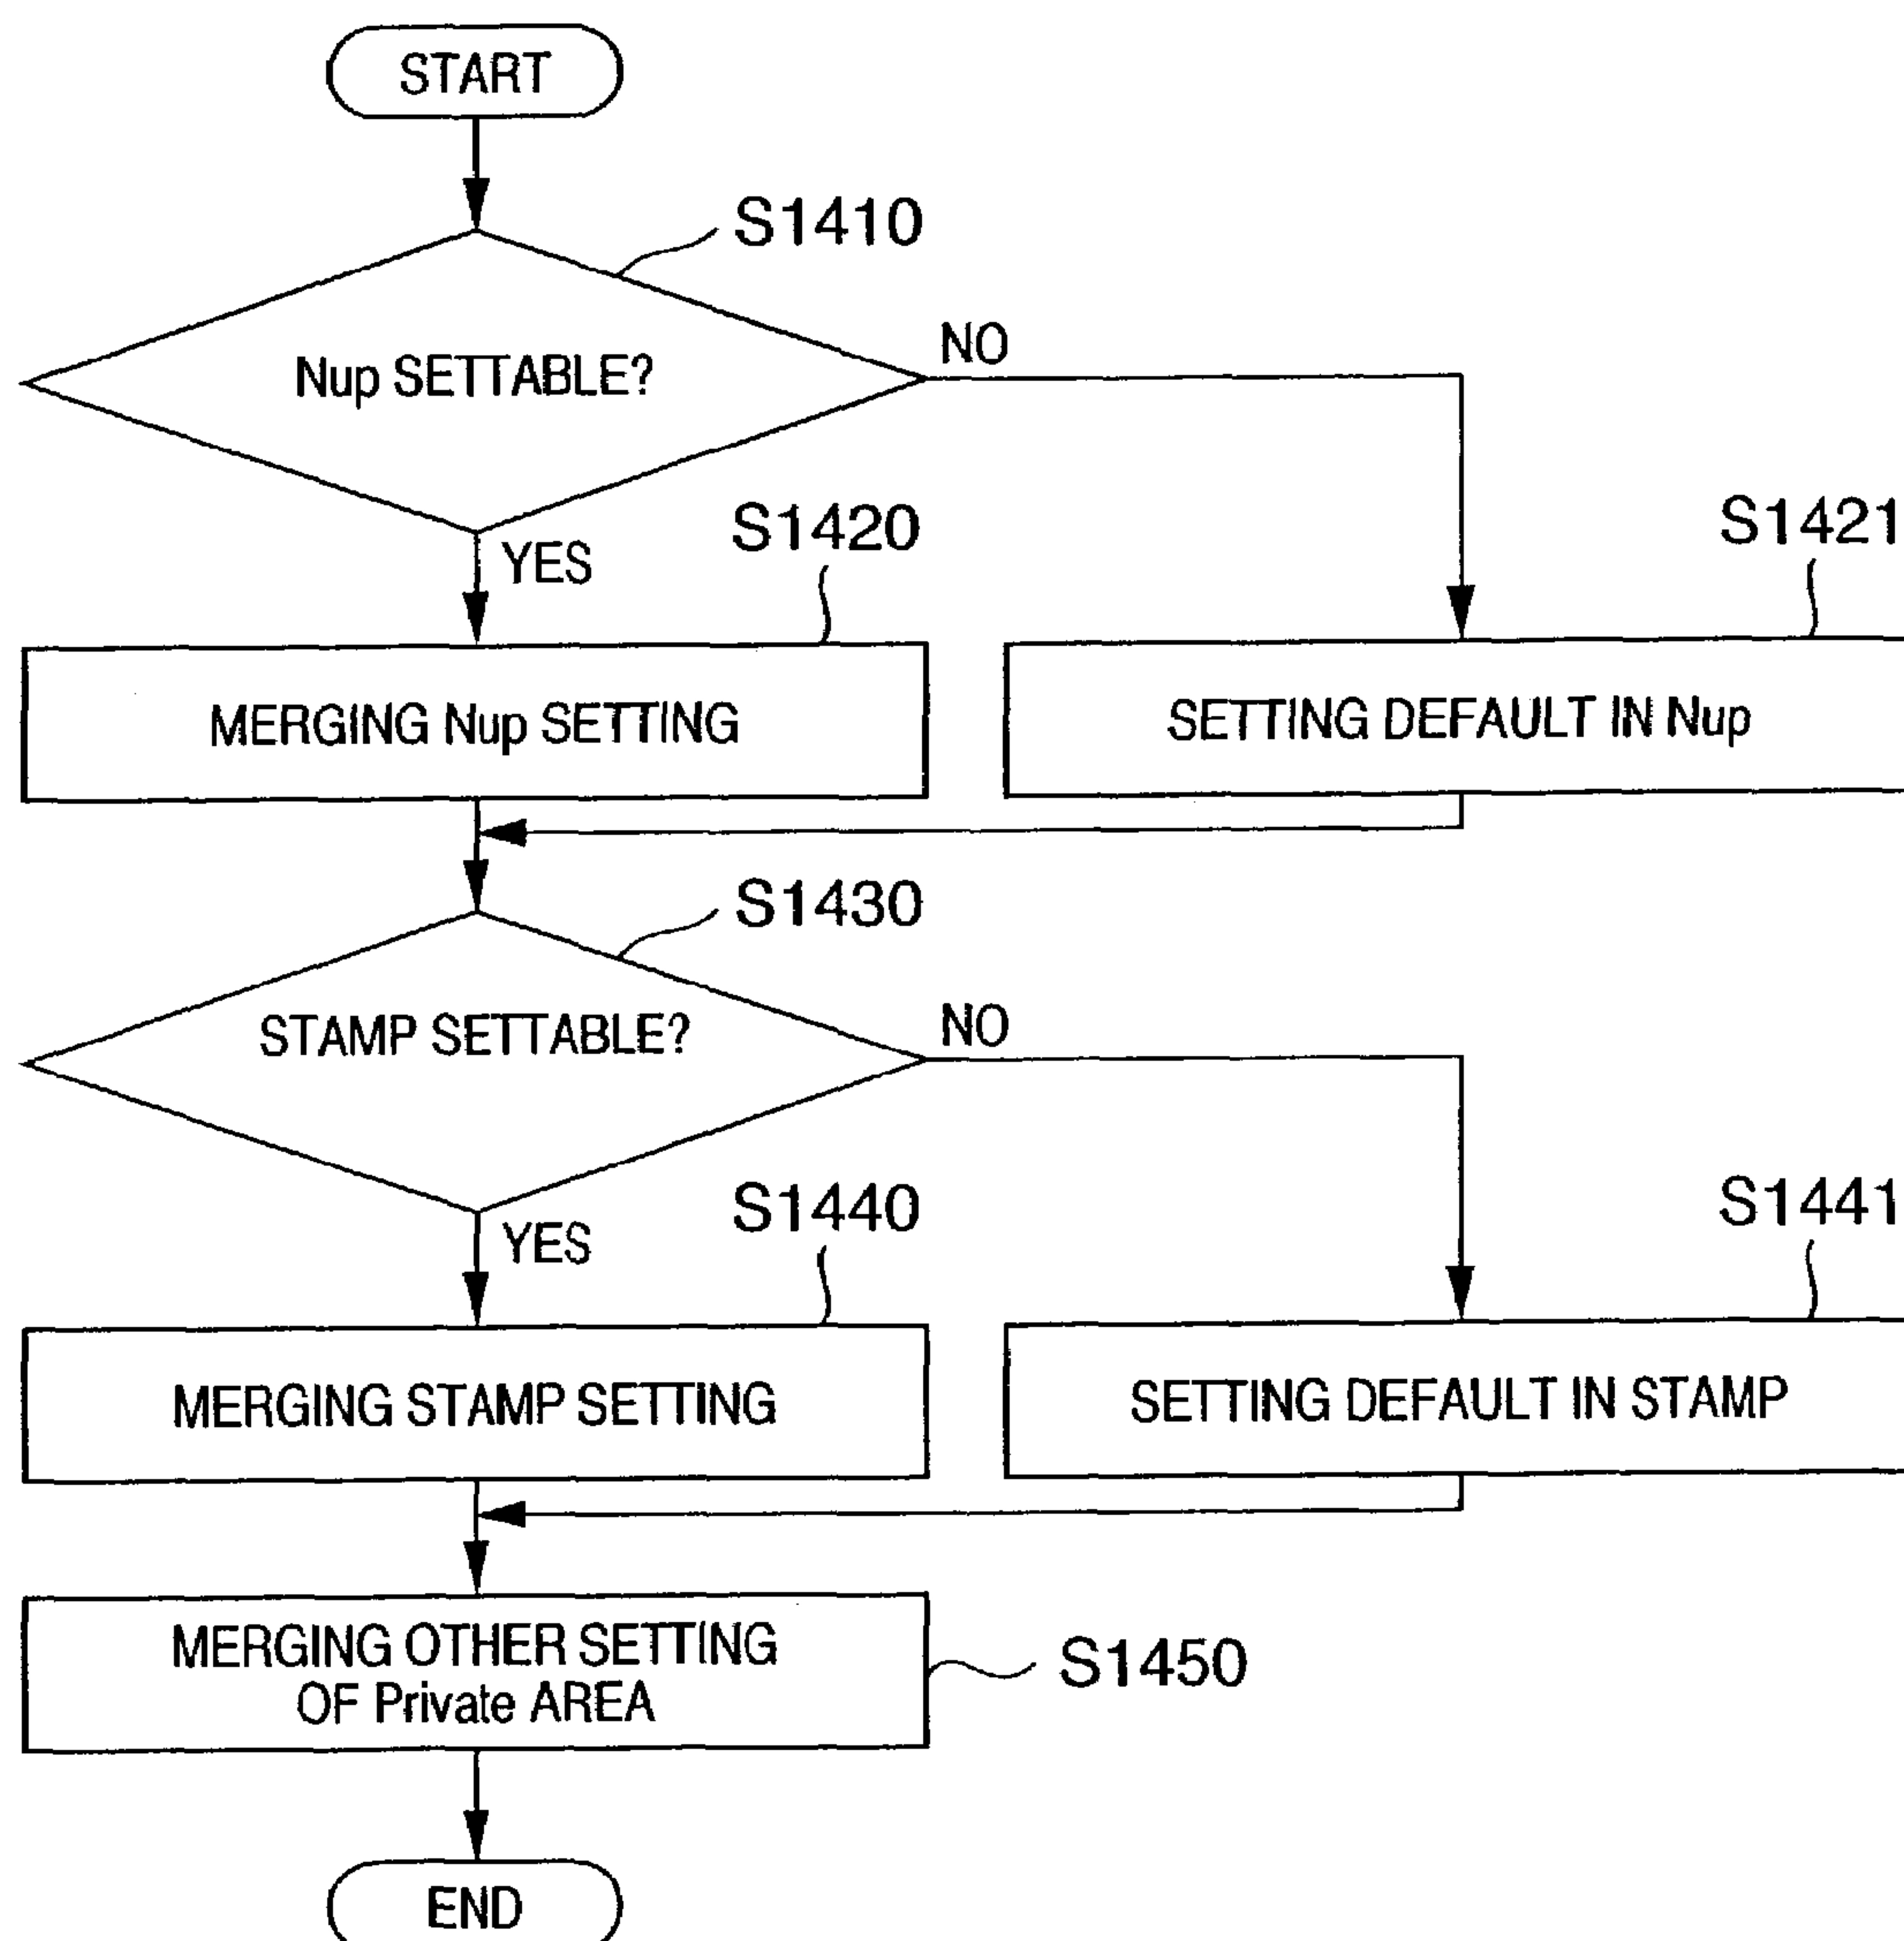 START
S1410
Nup SETTABLE?
NO
YES
S1420
S1421
MERGING Nup SETTING
SETTING DEFAULT IN Nup
S1430
STAMP SETTABLE?
NO
YES
S1440
S1441
MERGING STAMP SETTING
SETTING DEFAULT IN STAMP
MERGING OTHER SETTING
OF Private AREA
S1450
END